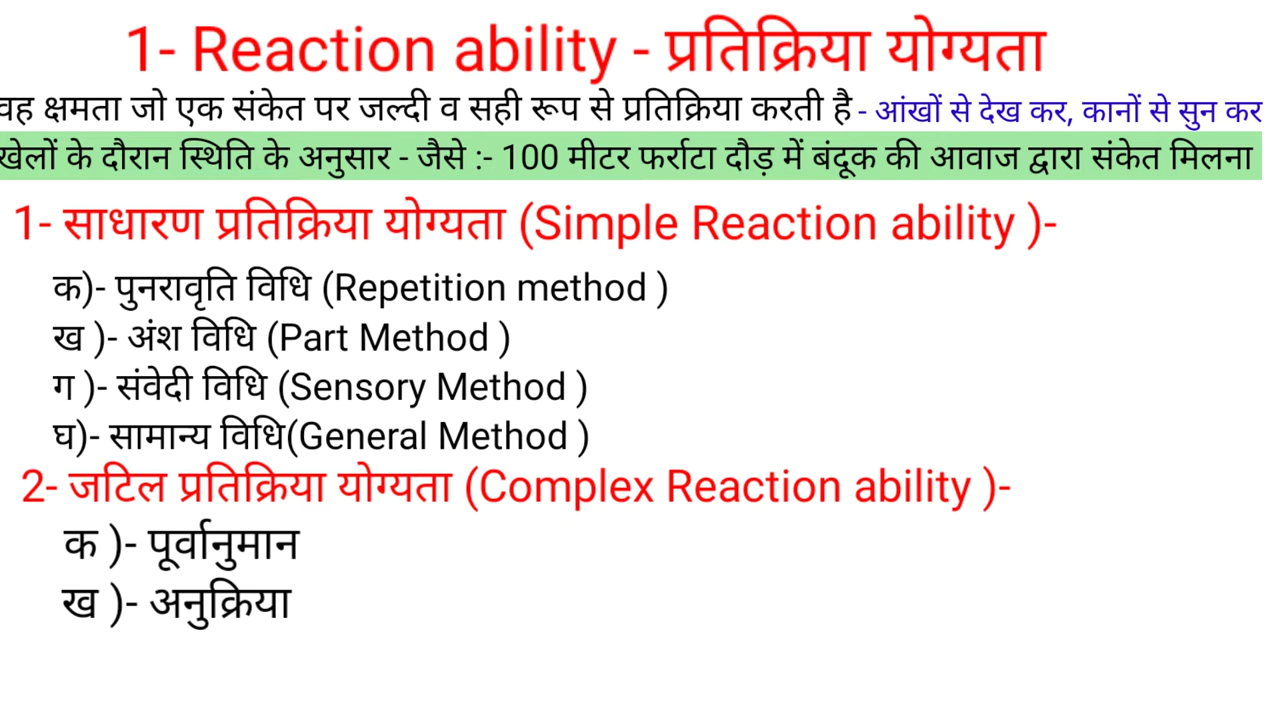 1- Reaction ability - प्रतिक्रिया योग्यता
वह क्षमता जो एक संकेत पर जल्दी व सही रूप से प्रतिक्रिया करती है - आंखों से देख कर, कानों से सुन कर
खेलों के दौरान स्थिति के अनुसार - जैसे :- 100 मीटर फर्राटा दौड़ में बंदूक की आवाज द्वारा संकेत मिलना
1- साधारण प्रतिक्रिया योग्यता (Simple Reaction ability )-
क)- पुनरावृति विधि (Repetition method )
ख )- अंश विधि (Part Method )
ग )- संवेदी विधि (Sensory Method )
घ)- सामान्य विधि(General Method )
2- जटिल प्रतिक्रिया योग्यता (Complex Reaction ability )-
क )- पूर्वानुमान
ख )- अनुक्रिया